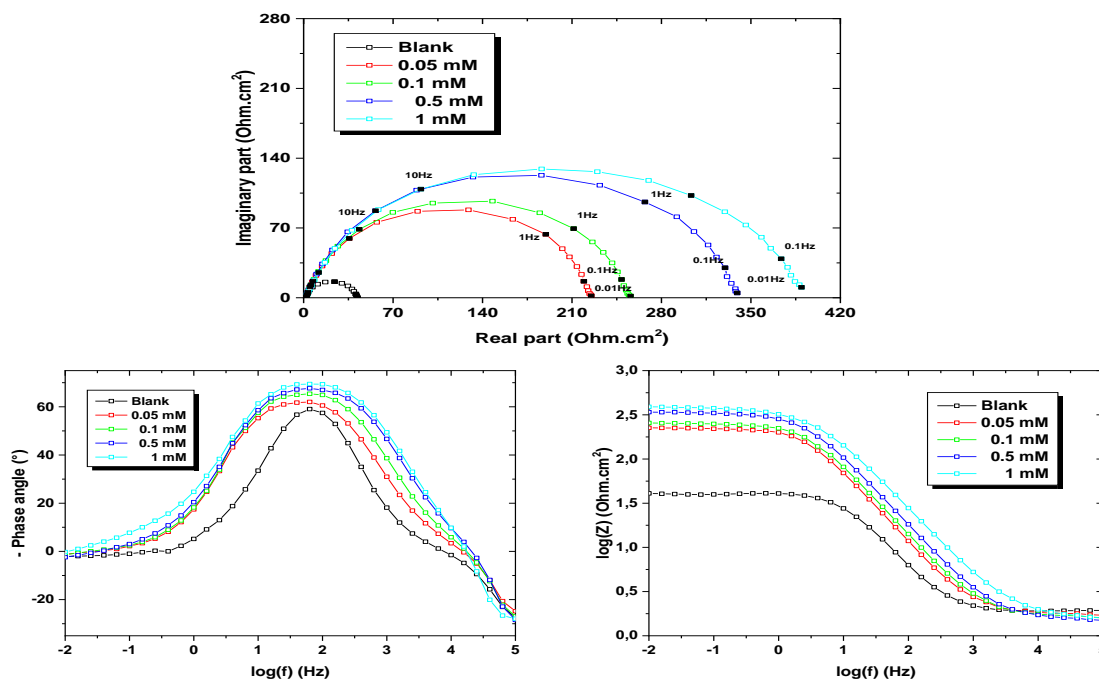 280
210
140
70
0
Imaginary part (Ohm.cm²)
Blank
0.05 mM
0.1 mM
0.5 mM
1 mM
10Hz
10Hz
1Hz
1Hz
1Hz
0.1Hz
0.1Hz
0.1Hz
0.01Hz
0.01Hz
0 70 140 210 280 350 420
Real part (Ohm.cm²)
60
40
20
0
-20
- Phase angle (°)
Blank
0.05 mM
0.1 mM
0.5 mM
1 mM
-2 -1 0 1 2 3 4 5
log(f) (Hz)
3,0
2,5
2,0
1,5
1,0
0,5
0,0
log(Z) (Ohm.cm²)
Blank
0.05 mM
0.1 mM
0.5 mM
1 mM
-2 -1 0 1 2 3 4 5
log(f) (Hz)